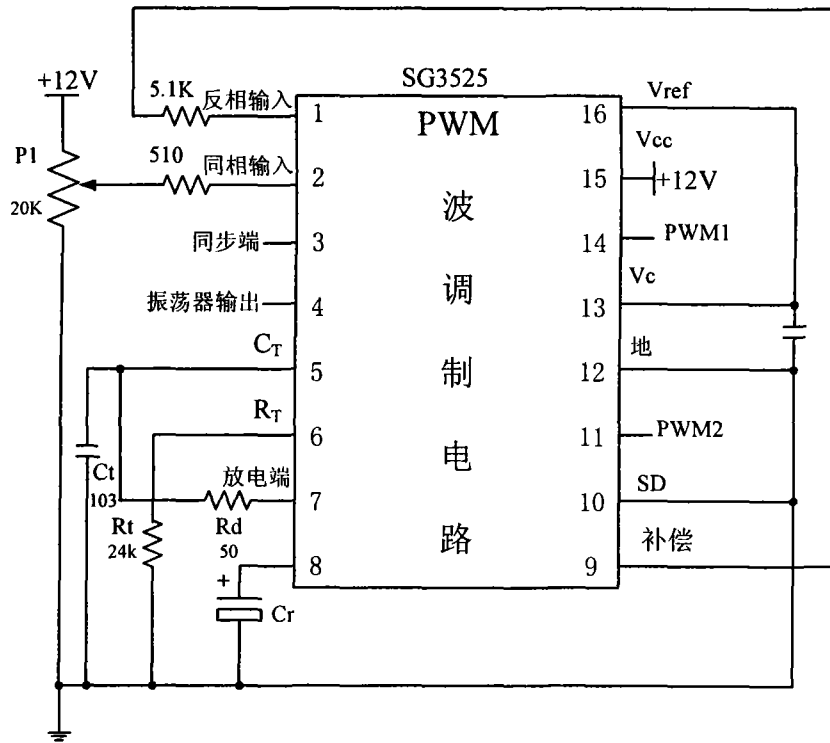 SG3525
PWM
波
调
制
电
路
+12V
P1
20K
5.1K
反相输入
1
510
同相输入
2
同步端
3
振荡器输出
4
C_T
5
R_T
6
Ct
103
放电端
7
Rt
24k
Rd
50
8
+
Cr
Vref
16
Vcc
15
+12V
14
PWM1
Vc
13
地
12
11
PWM2
SD
10
补偿
9